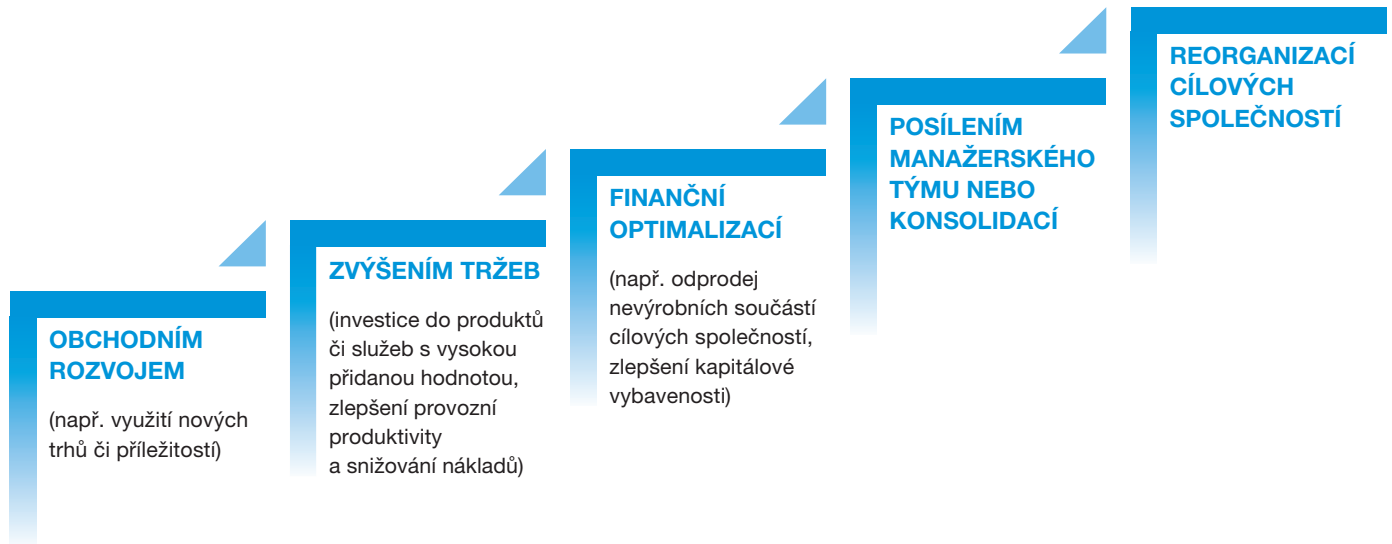 OBCHODNÍM
ROZVOJEM
(např. využití nových
trhů či příležitostí)
ZVÝŠENÍM TRŽEB
(investice do produktů
či služeb s vysokou
přidanou hodnotou,
zlepšení provozní
produktivity
a snižování nákladů)
FINANČNÍ
OPTIMALIZACÍ
(např. odprodej
nevýrobních součástí
cílových společností,
zlepšení kapitálové
vybavenosti)
POSÍLENÍM
MANAŽERSKÉHO
TÝMU NEBO
KONSOLIDACÍ
REORGANIZACÍ
CÍLOVÝCH
SPOLEČNOSTÍ